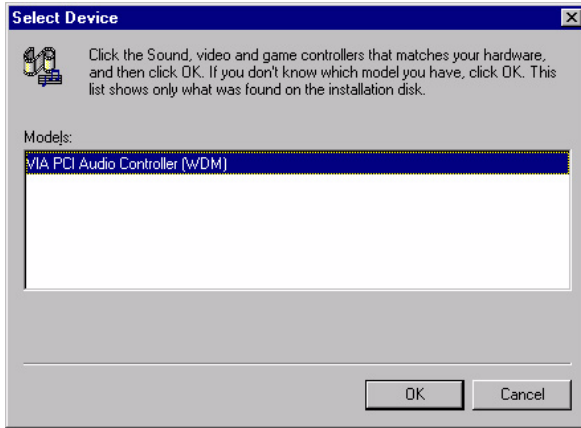 Select Device
Click the Sound, video and game controllers that matches your hardware,
and then click OK. If you don't know which model you have, click OK. This
list shows only what was found on the installation disk.
Models:
VIA PCI Audio Controller (WDM)
OK
Cancel